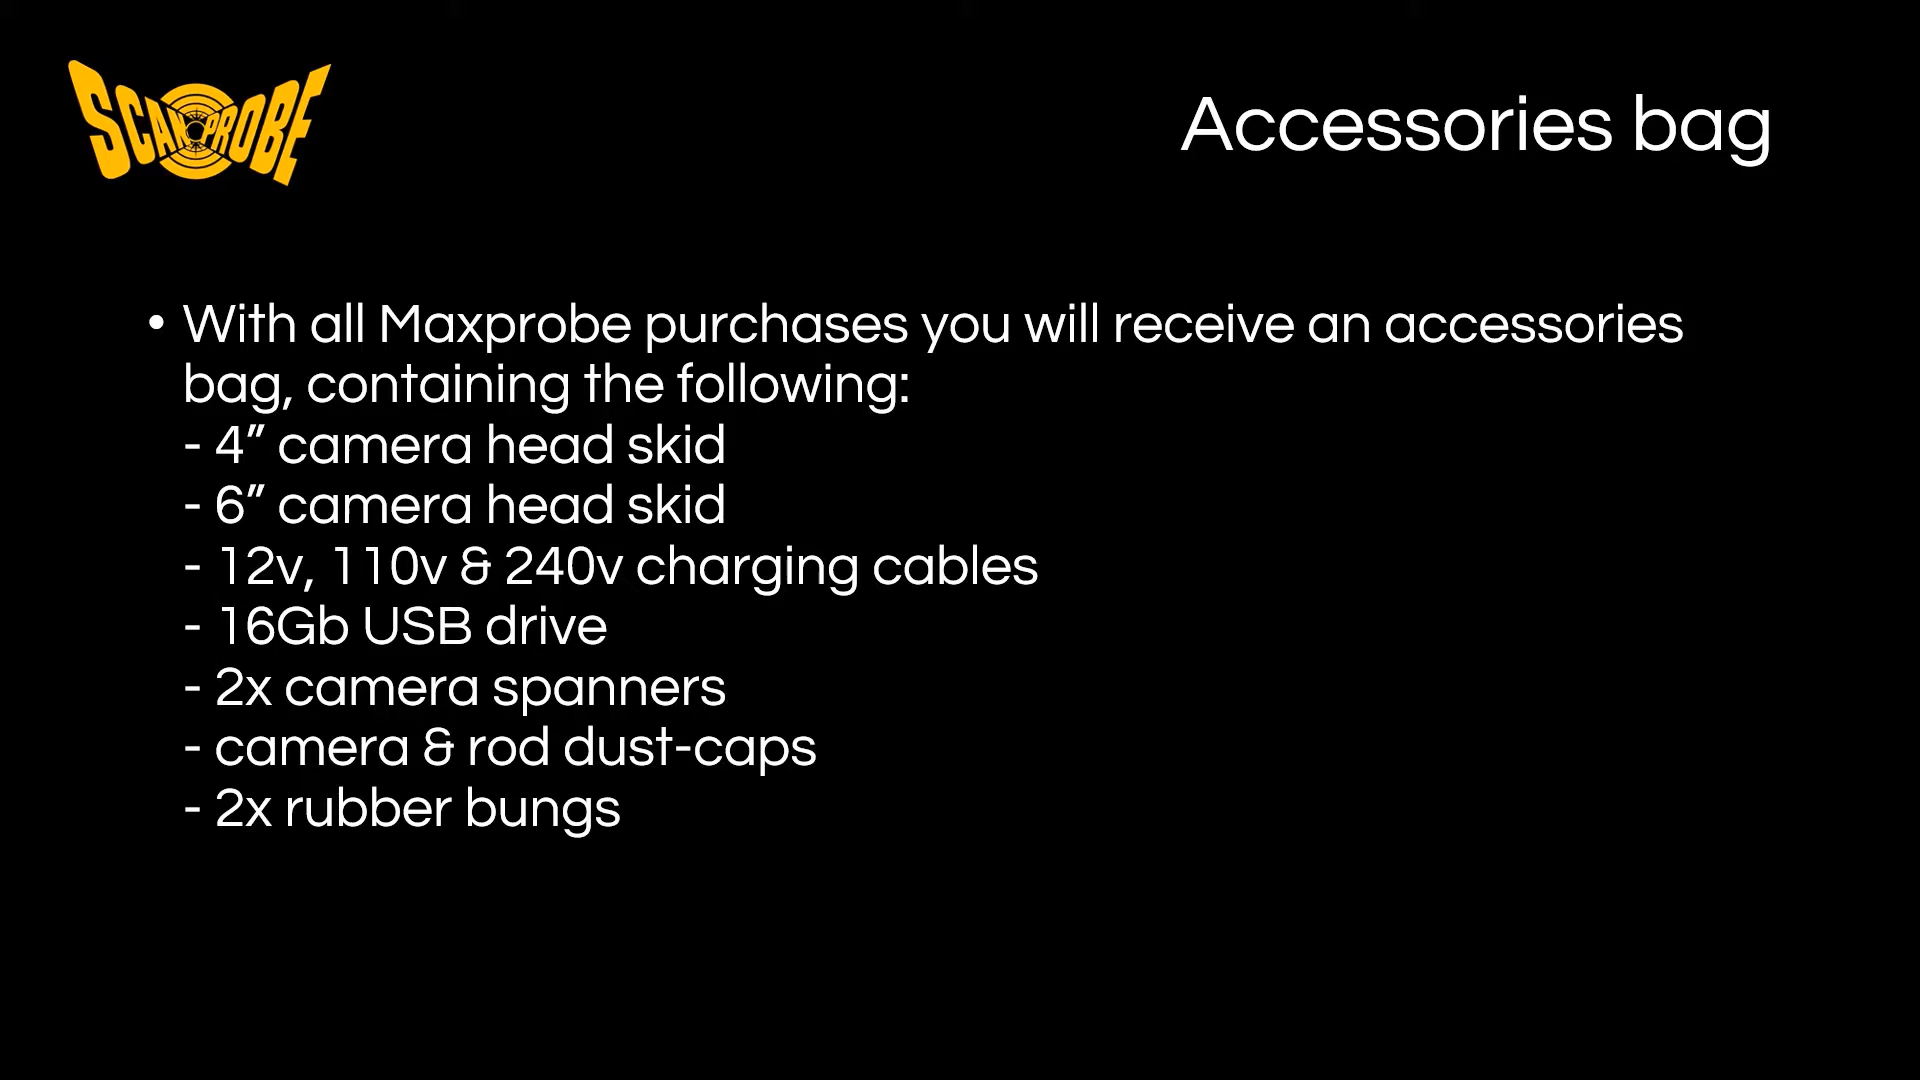 SCANPROBE
Accessories bag
• With all Maxprobe purchases you will receive an accessories
bag, containing the following:
- 4” camera head skid
- 6” camera head skid
- 12v, 110v & 240v charging cables
- 16Gb USB drive
- 2x camera spanners
- camera & rod dust-caps
- 2x rubber bungs